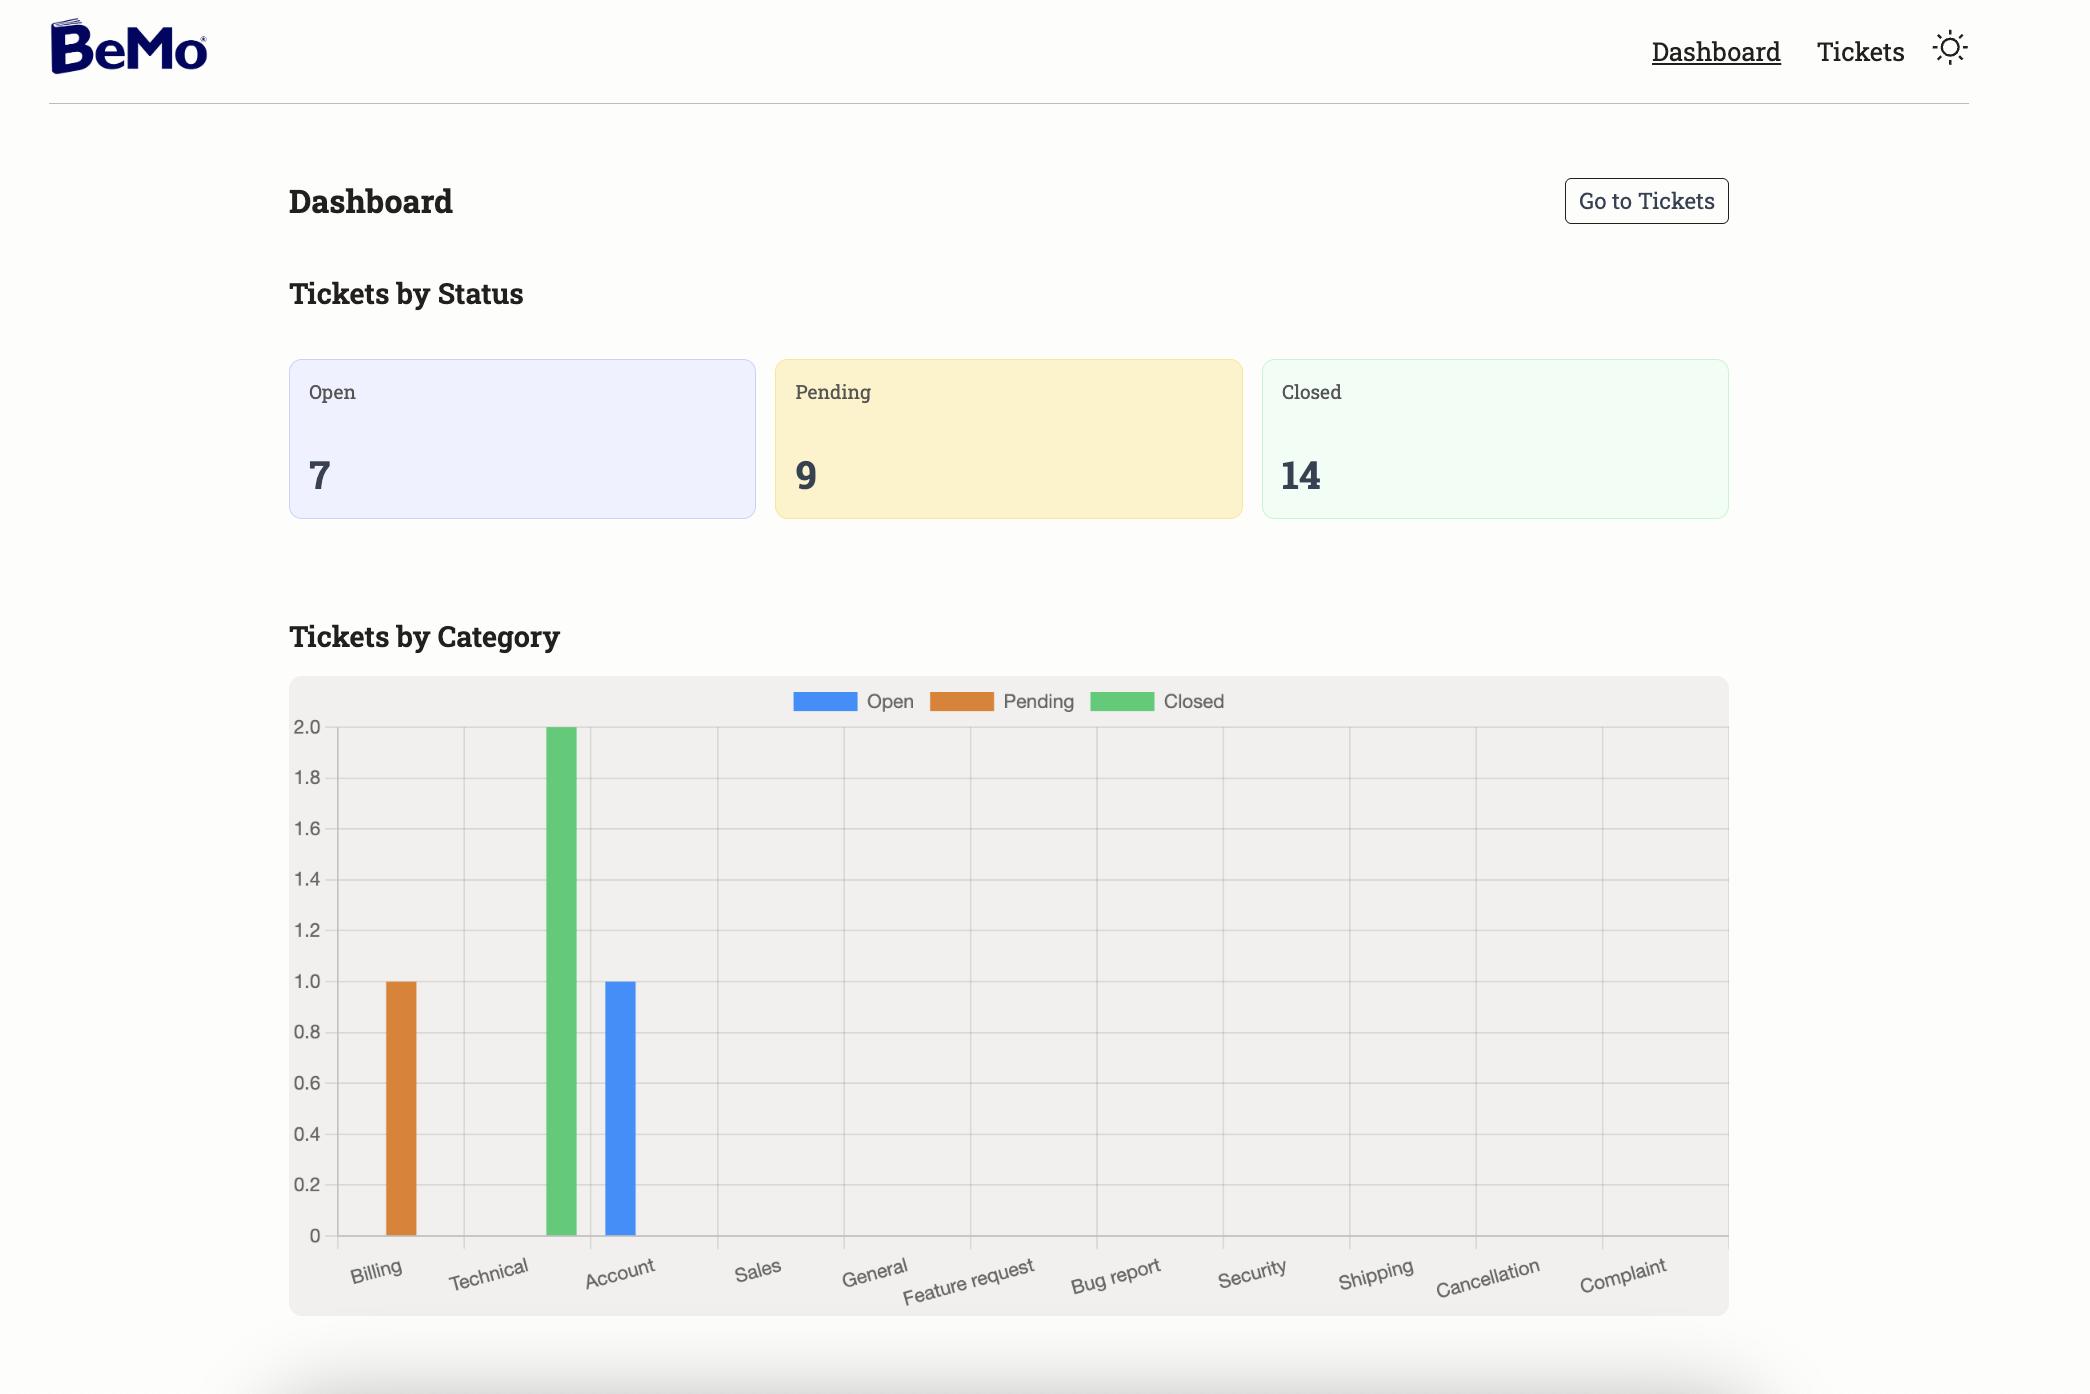 BeMo®
Dashboard Tickets
Dashboard
Go to Tickets
Tickets by Status
Open
7
Pending
9
Closed
14
Tickets by Category
Open Pending Closed
2.0
1.8
1.6
1.4
1.2
1.0
0.8
0.6
0.4
0.2
0
Billing Technical Account Sales General Feature request Bug report Security Shipping Cancellation Complaint